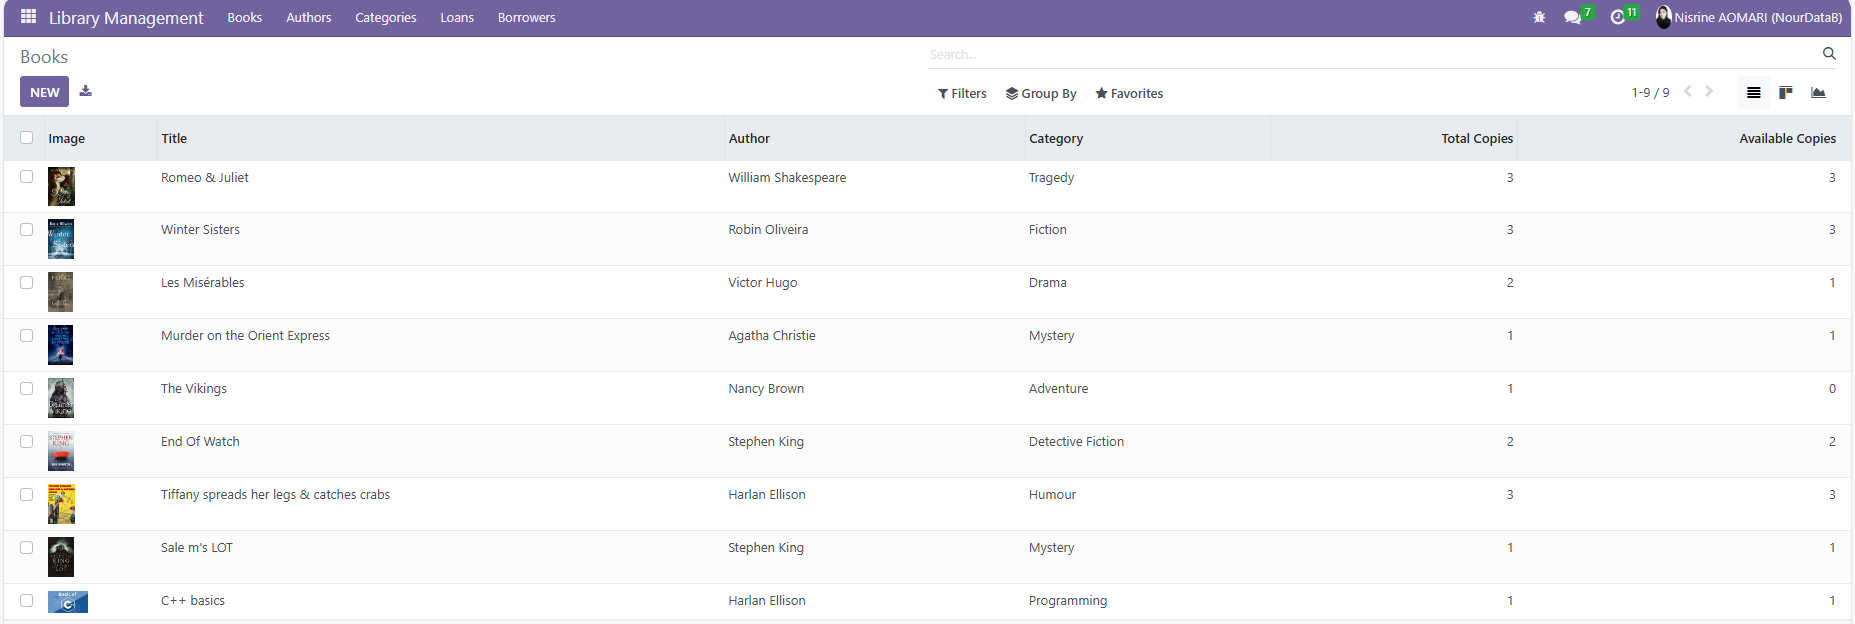 Library Management Books Authors Categories Loans Borrowers 7 11 Nisrine AOMARI (NourDataB)
Books
Search...
NEW
Filters Group By Favorites 1-9 / 9
Image Title Author Category Total Copies Available Copies
Romeo & Juliet William Shakespeare Tragedy 3 3
Winter Sisters Robin Oliveira Fiction 3 3
Les Misérables Victor Hugo Drama 2 1
Murder on the Orient Express Agatha Christie Mystery 1 1
The Vikings Nancy Brown Adventure 1 0
STEPHEN
KING
End Of Watch Stephen King Detective Fiction 2 2
Tiffany spreads her legs & catches crabs Harlan Ellison Humour 3 3
Sale m's LOT Stephen King Mystery 1 1
Basic of
C++ basics Harlan Ellison Programming 1 1